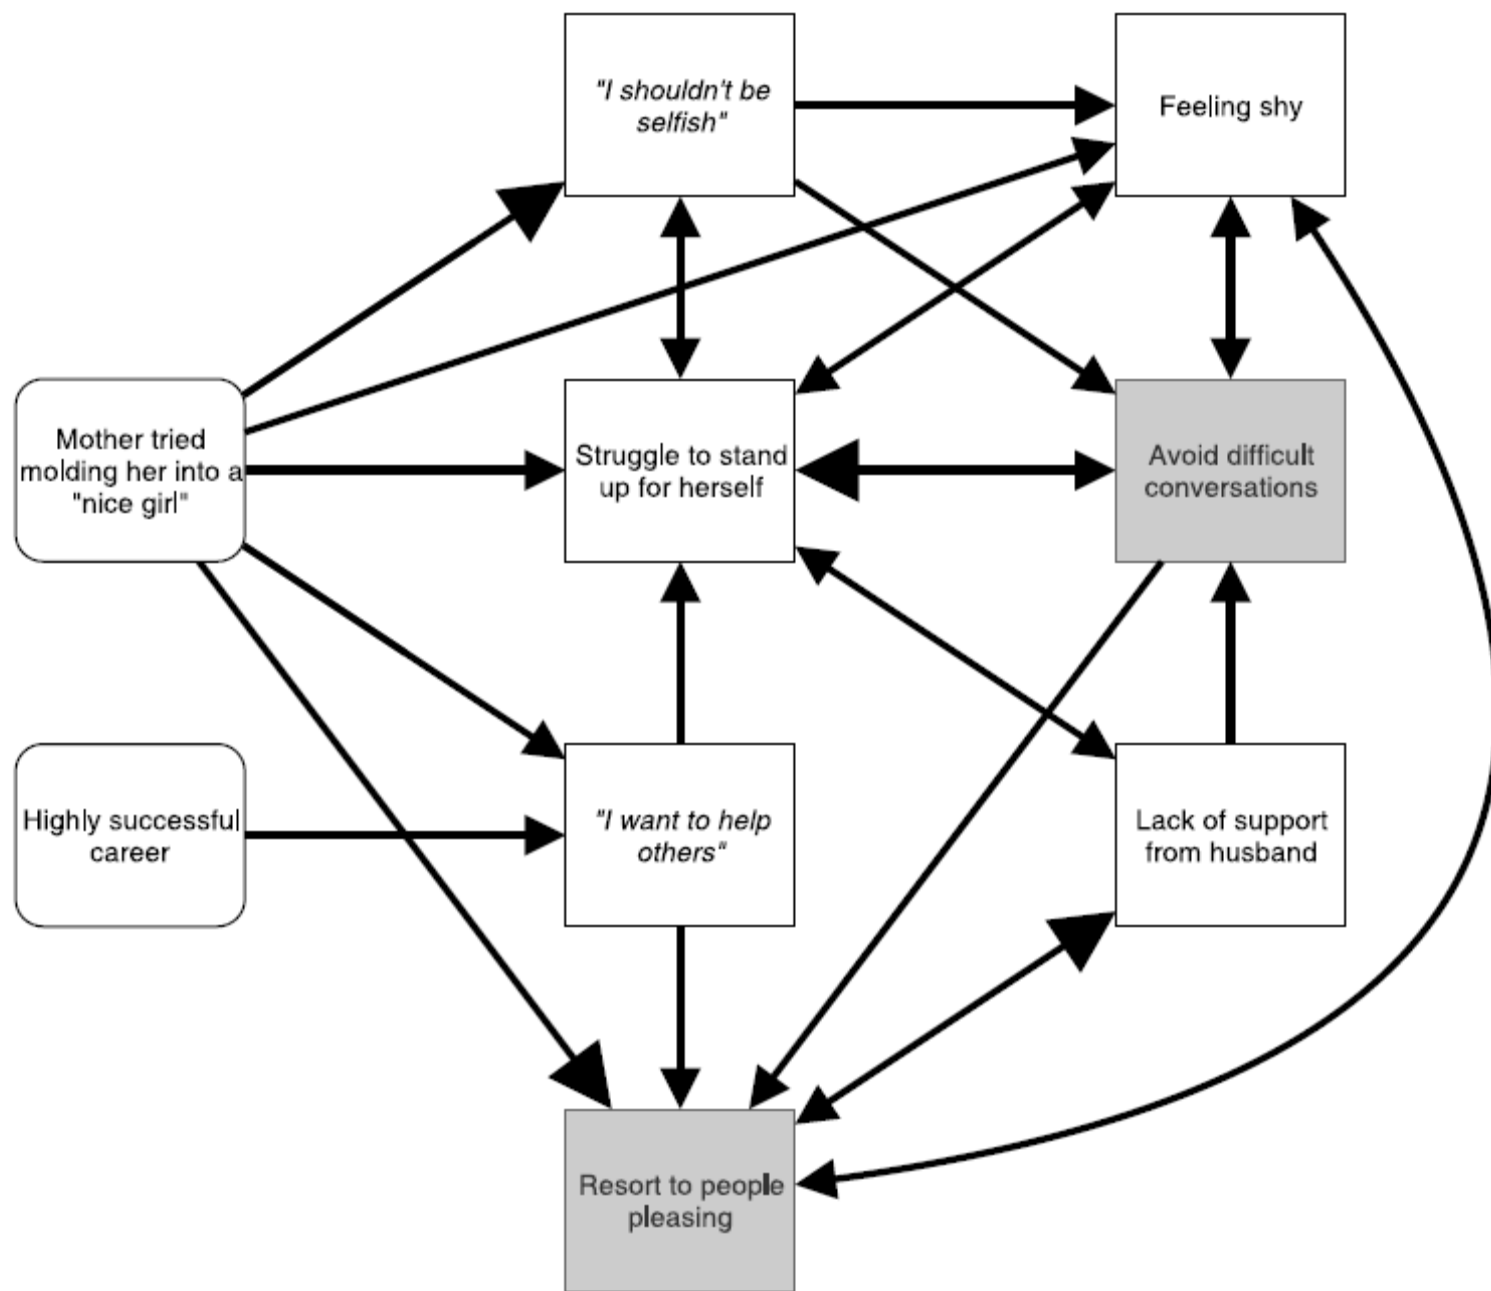 "I shouldn't be
selfish"
Feeling shy
Mother tried
molding her into a
"nice girl"
Struggle to stand
up for herself
Avoid difficult
conversations
Highly successful
career
"I want to help
others"
Lack of support
from husband
Resort to people
pleasing